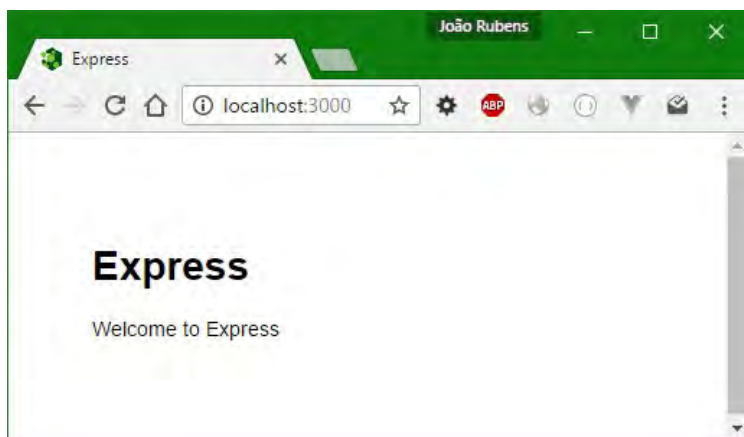 João Rubens
Express
localhost:3000
ABP
Express
Welcome to Express